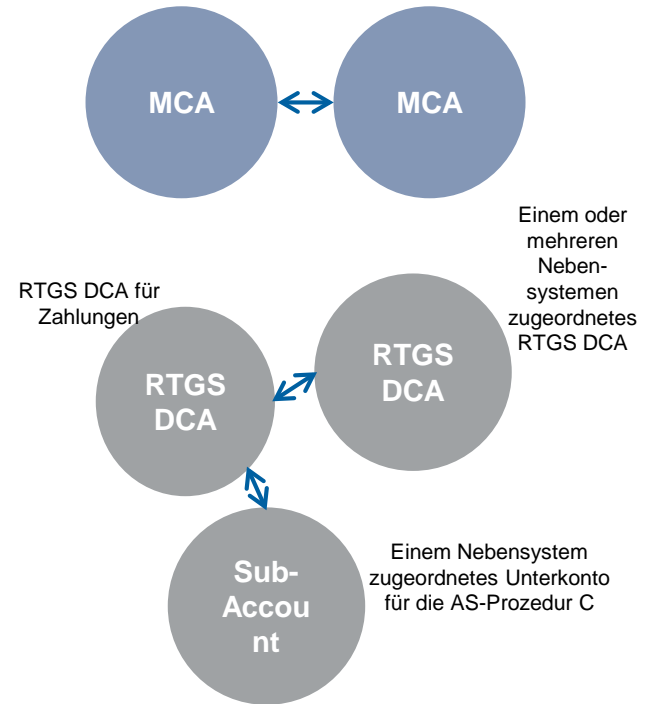 MCA
MCA
Einem oder
mehreren
Neben-
systemen
zugeordnetes
RTGS DCA
RTGS DCA für
Zahlungen
RTGS
DCA
RTGS
DCA
Einem Nebensystem
zugeordnetes Unterkonto
für die AS-Prozedur C
Sub-
Accou
nt